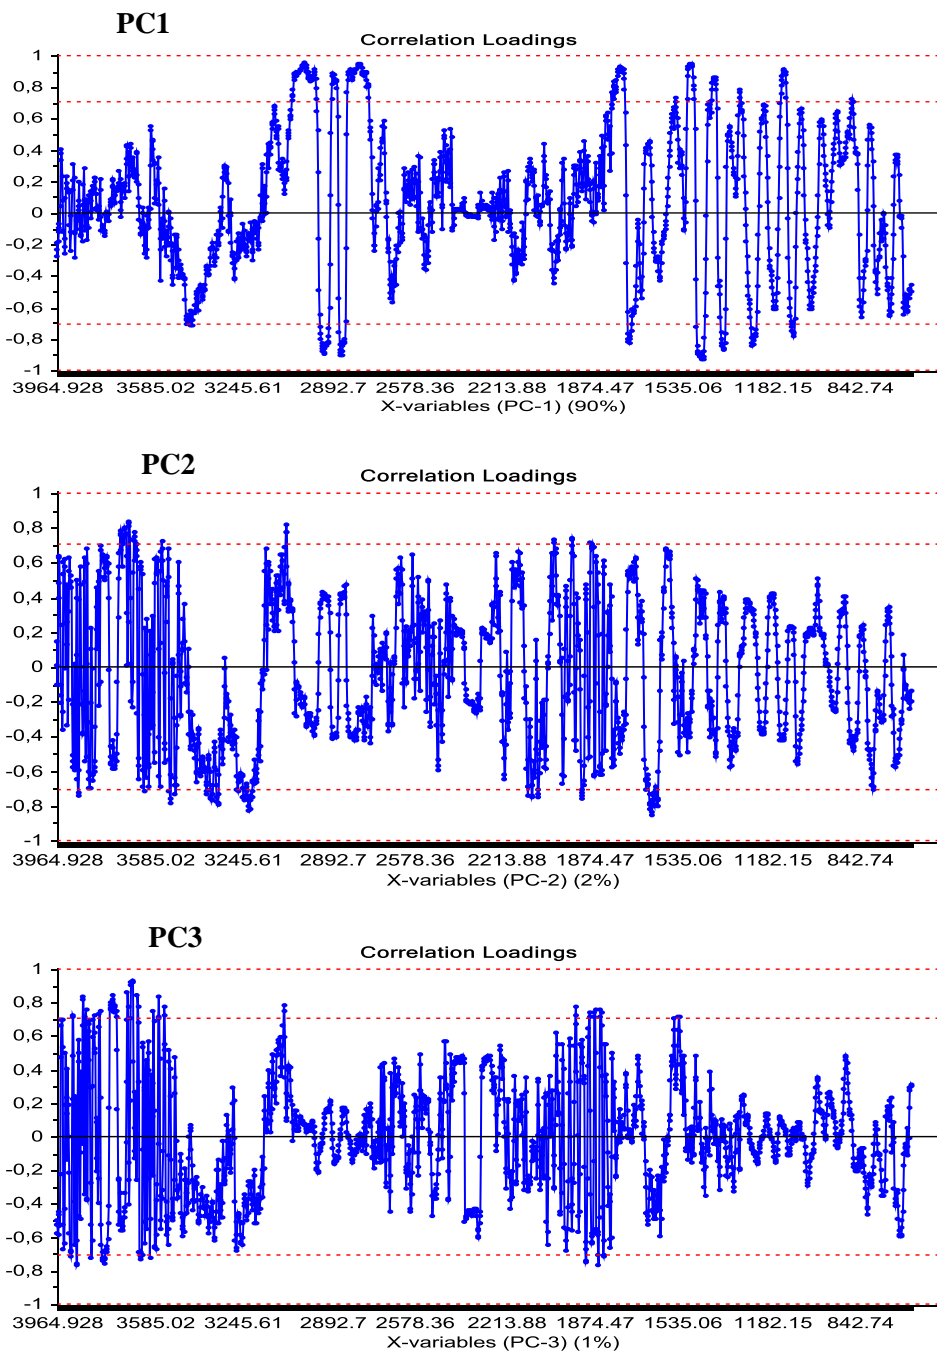 PC1
Correlation Loadings
1
0,8
0,6
0,4
0,2
0
-0,2
-0,4
-0,6
-0,8
-1
3964.928 3585.02 3245.61 2892.7 2578.36 2213.88 1874.47 1535.06 1182.15 842.74
X-variables (PC-1) (90%)
PC2
Correlation Loadings
1
0,8
0,6
0,4
0,2
0
-0,2
-0,4
-0,6
-0,8
-1
3964.928 3585.02 3245.61 2892.7 2578.36 2213.88 1874.47 1535.06 1182.15 842.74
X-variables (PC-2) (2%)
PC3
Correlation Loadings
1
0,8
0,6
0,4
0,2
0
-0,2
-0,4
-0,6
-0,8
-1
3964.928 3585.02 3245.61 2892.7 2578.36 2213.88 1874.47 1535.06 1182.15 842.74
X-variables (PC-3) (1%)